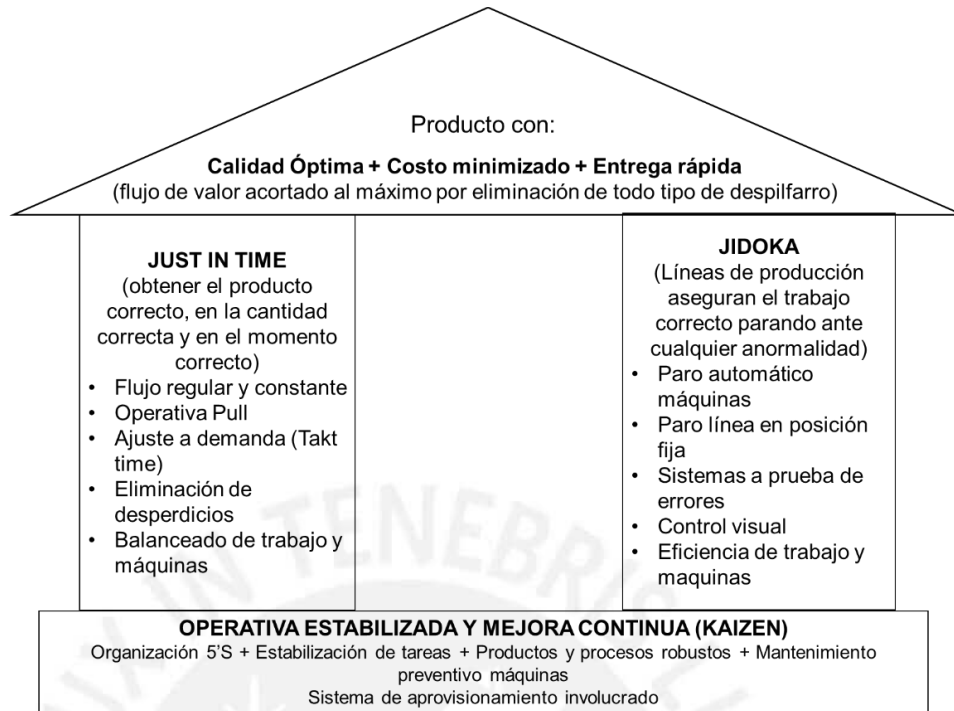 Producto con:
Calidad Óptima + Costo minimizado + Entrega rápida
(flujo de valor acortado al máximo por eliminación de todo tipo de despilfarro)
JUST IN TIME
(obtener el producto
correcto, en la cantidad
correcta y en el momento
correcto)
• Flujo regular y constante
• Operativa Pull
• Ajuste a demanda (Takt
time)
• Eliminación de
desperdicios
• Balanceado de trabajo y
máquinas
JIDOKA
(Líneas de producción
aseguran el trabajo
correcto parando ante
cualquier anormalidad)
• Paro automático
máquinas
• Paro línea en posición
fija
• Sistemas a prueba de
errores
• Control visual
• Eficiencia de trabajo y
maquinas
OPERATIVA ESTABILIZADA Y MEJORA CONTINUA (KAIZEN)
Organización 5'S + Estabilización de tareas + Productos y procesos robustos + Mantenimiento
preventivo máquinas
Sistema de aprovisionamiento involucrado
IN TENEBRIS